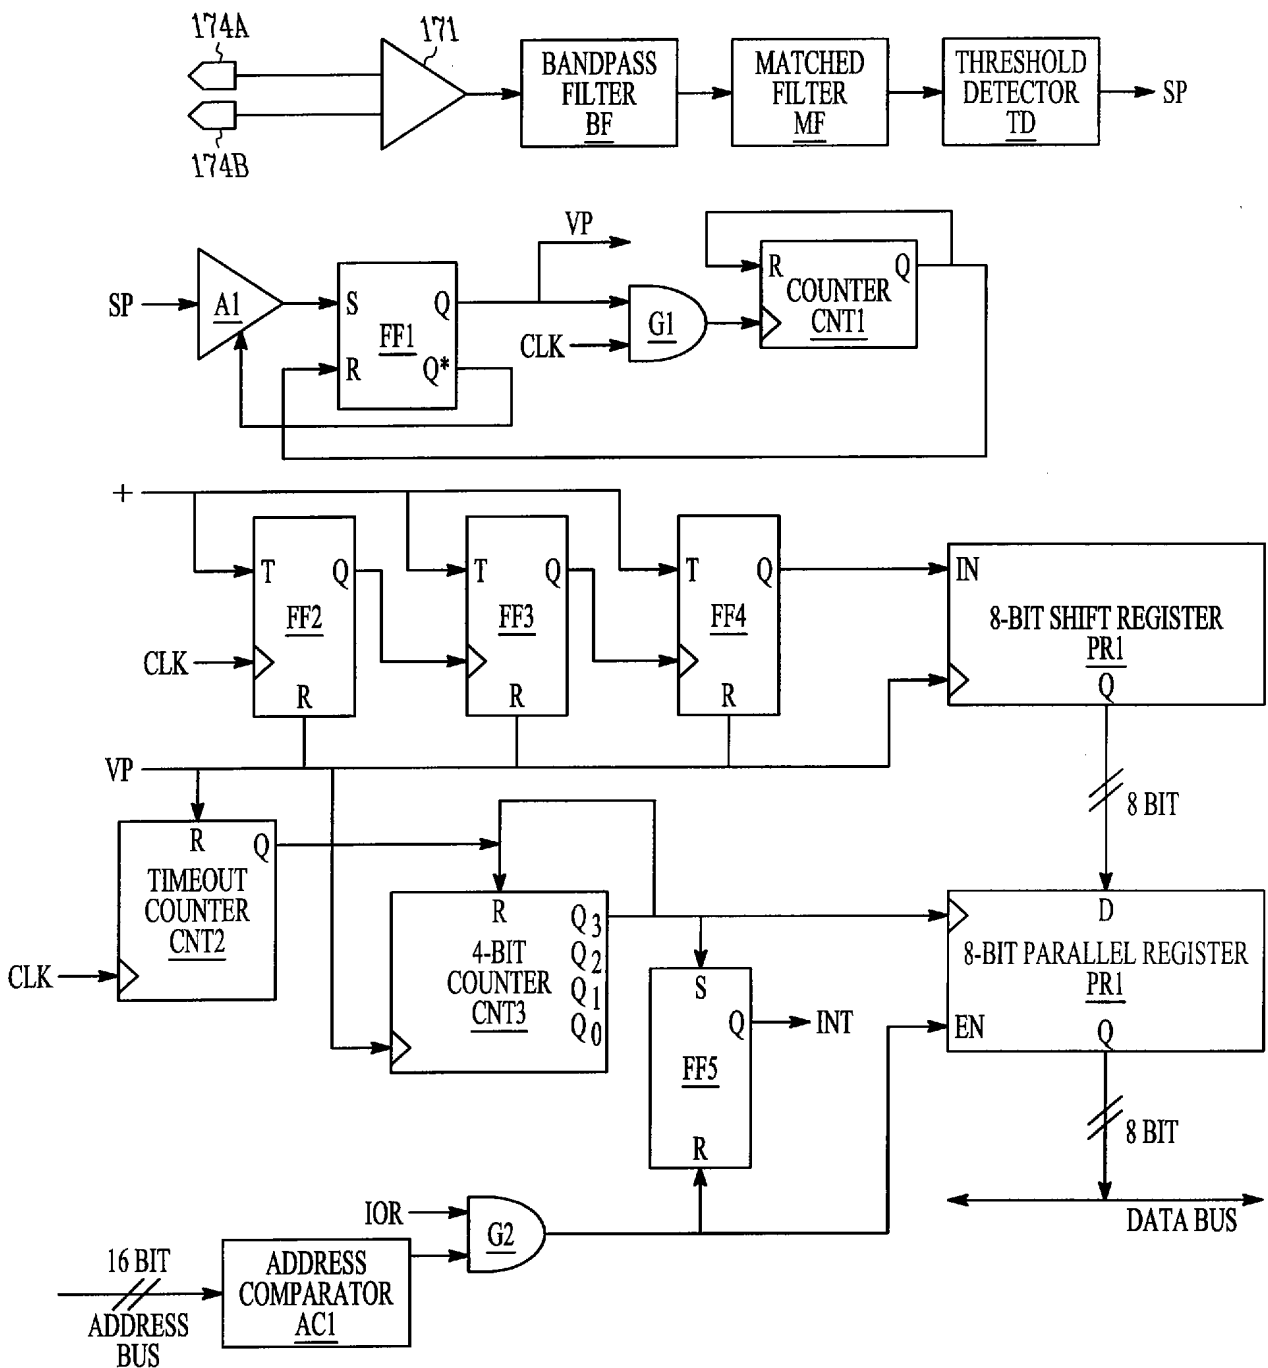 174A
171
174B
BANDPASS
FILTER
BF
MATCHED
FILTER
MF
THRESHOLD
DETECTOR
TD
SP
VP
SP
A1
S
Q
FF1
R
Q*
CLK
G1
R
Q
COUNTER
CNT1
+
T
Q
FF2
CLK
R
T
Q
FF3
R
T
Q
FF4
R
IN
8-BIT SHIFT REGISTER
PR1
Q
VP
8 BIT
R
Q
TIMEOUT
COUNTER
CNT2
CLK
R
Q3
4-BIT
Q2
COUNTER
Q1
CNT3
Q0
S
Q
INT
FF5
R
D
8-BIT PARALLEL REGISTER
PR1
EN
Q
8 BIT
DATA BUS
IOR
G2
16 BIT
ADDRESS
BUS
ADDRESS
COMPARATOR
AC1